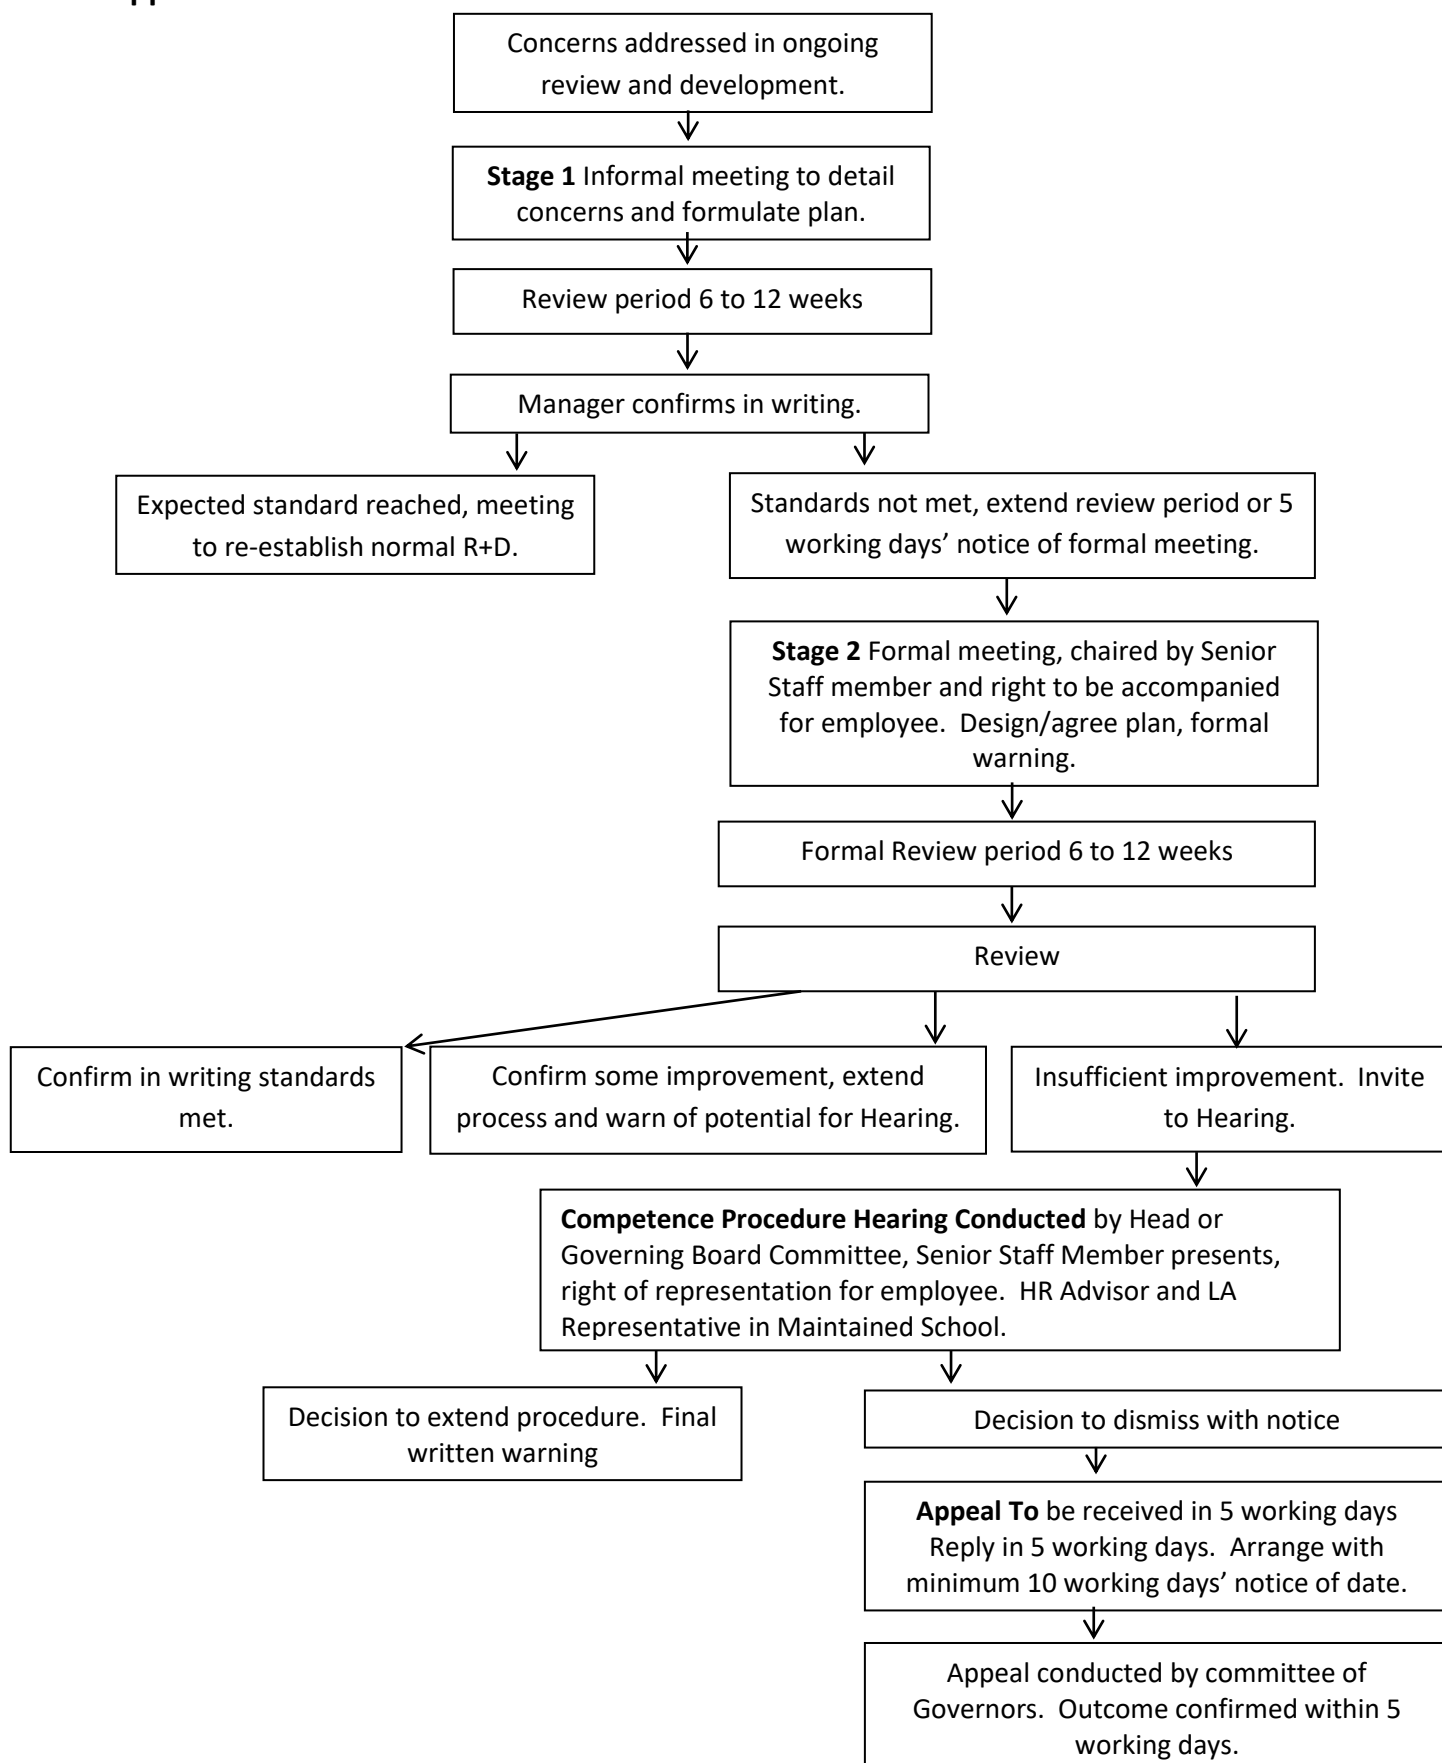 Concerns addressed in ongoing
review and development.
Stage 1 Informal meeting to detail
concerns and formulate plan.
Review period 6 to 12 weeks
Manager confirms in writing.
Expected standard reached, meeting
to re-establish normal R+D.
Standards not met, extend review period or 5
working days’ notice of formal meeting.
Stage 2 Formal meeting, chaired by Senior
Staff member and right to be accompanied
for employee.  Design/agree plan, formal
warning.
Formal Review period 6 to 12 weeks
Review
Confirm in writing standards
met.
Confirm some improvement, extend
process and warn of potential for Hearing.
Insufficient improvement.  Invite
to Hearing.
Competence Procedure Hearing Conducted by Head or
Governing Board Committee, Senior Staff Member presents,
right of representation for employee.  HR Advisor and LA
Representative in Maintained School.
Decision to extend procedure.  Final
written warning
Decision to dismiss with notice
Appeal To be received in 5 working days
Reply in 5 working days.  Arrange with
minimum 10 working days’ notice of date.
Appeal conducted by committee of
Governors.  Outcome confirmed within 5
working days.